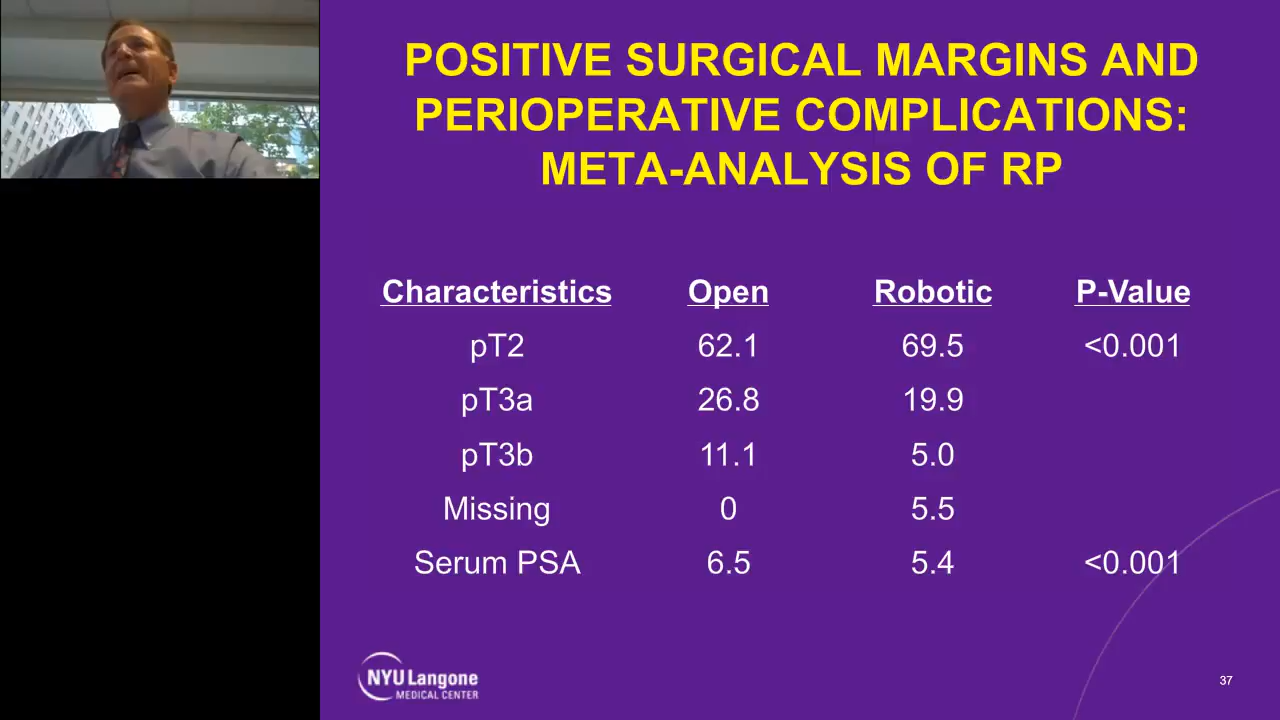 POSITIVE SURGICAL MARGINS AND
PERIOPERATIVE COMPLICATIONS:
META-ANALYSIS OF RP
Characteristics Open Robotic P-Value
pT2 62.1 69.5 <0.001
pT3a 26.8 19.9
pT3b 11.1 5.0
Missing 0 5.5
Serum PSA 6.5 5.4 <0.001
NYU Langone
MEDICAL CENTER
37